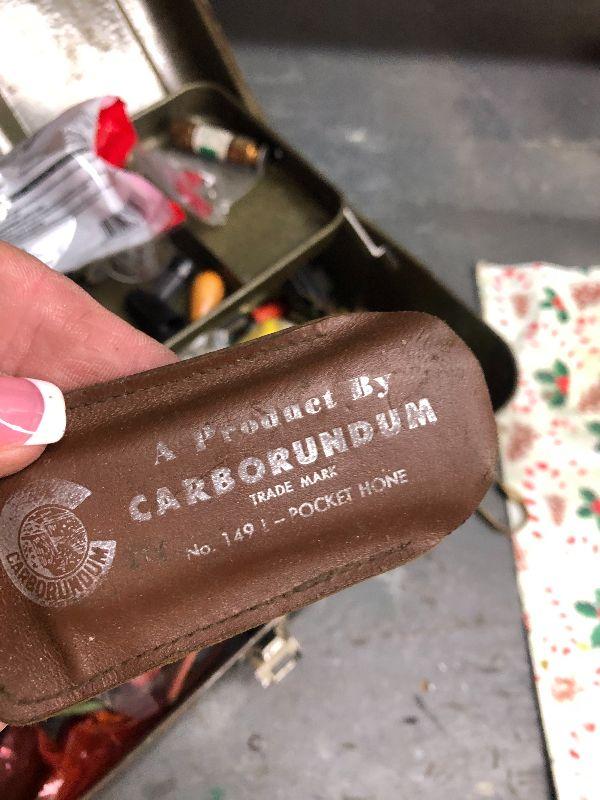 A Product By
CARBORUNDUM
TRADE MARK
No. 149 L - POCKET HONE
CARBORUNDUM